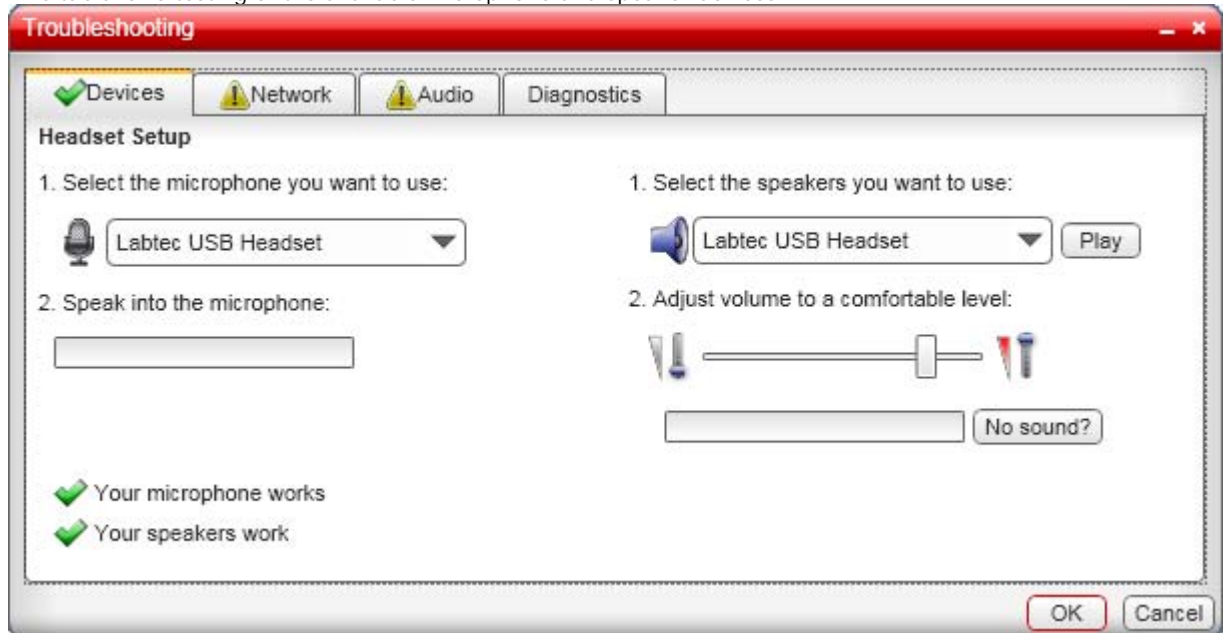 Troubleshooting
Devices
Network
Audio
Diagnostics
Headset Setup
1. Select the microphone you want to use:
Labtec USB Headset
2. Speak into the microphone:
1. Select the speakers you want to use:
Labtec USB Headset
Play
2. Adjust volume to a comfortable level:
No sound?
Your microphone works
Your speakers work
OK
Cancel